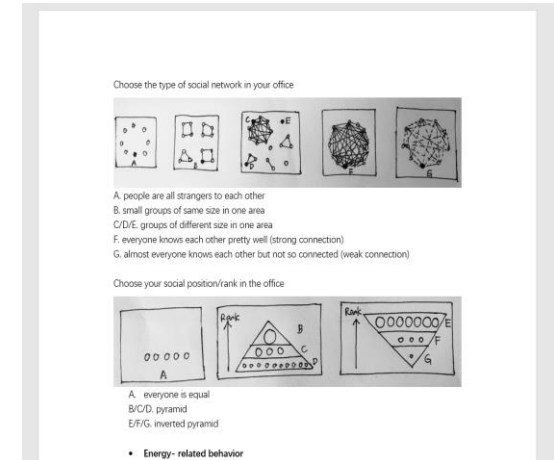 Choose the type of social network in your office
C E
A B D F G
A. people are all strangers to each other
B. small groups of same size in one area
C/D/E. groups of different size in one area
F. everyone knows each other pretty well (strong connection)
G. almost everyone knows each other but not so connected (weak connection)
Choose your social position/rank in the office
Rank B Rank E
C F
A D G
A. everyone is equal
B/C/D. pyramid
E/F/G. inverted pyramid
• Energy- related behavior